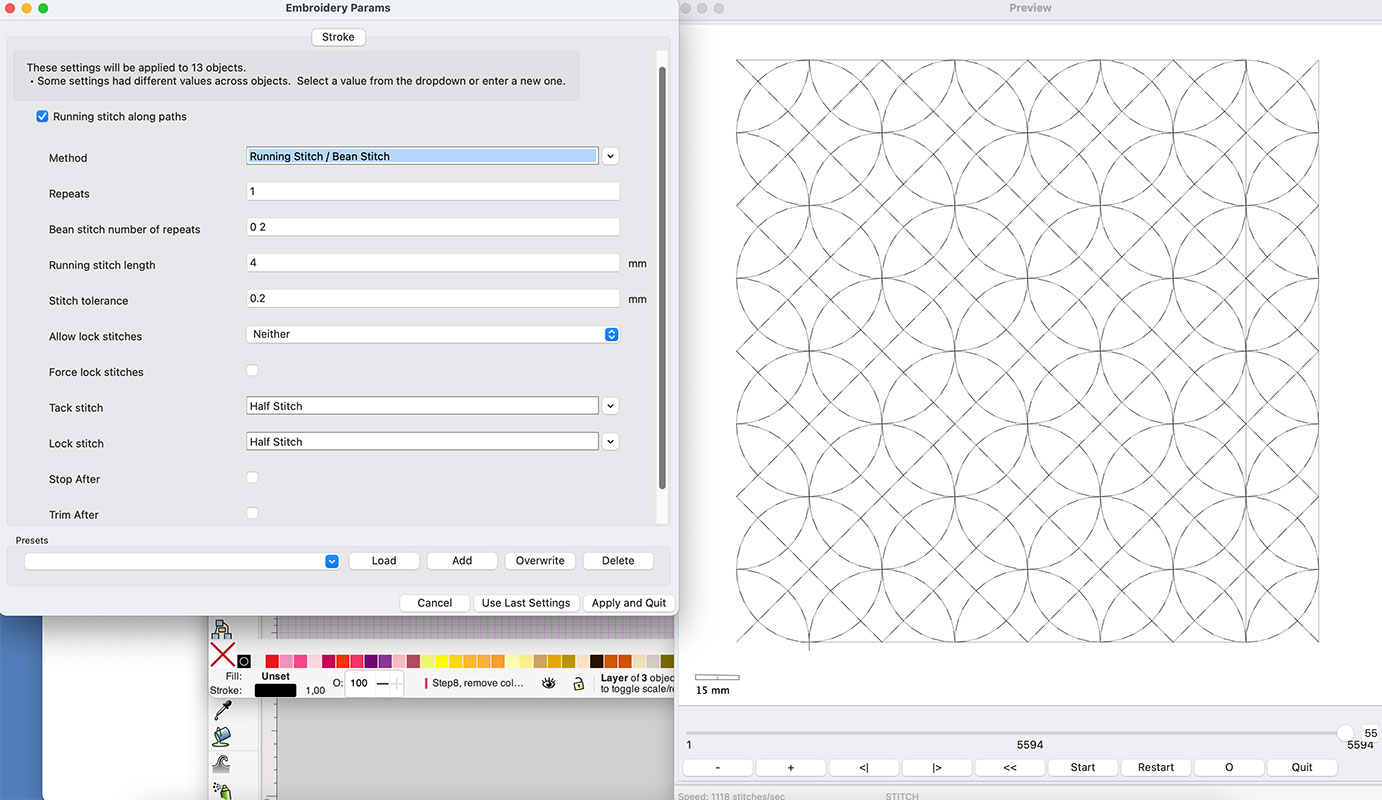 Embroidery Params
Stroke
These settings will be applied to 13 objects.
• Some settings had different values across objects. Select a value from the dropdown or enter a new one.
Running stitch along paths
Method
Running Stitch / Bean Stitch
Repeats
1
Bean stitch number of repeats
0 2
Running stitch length
4
mm
Stitch tolerance
0.2
mm
Allow lock stitches
Neither
Force lock stitches
Tack stitch
Half Stitch
Lock stitch
Half Stitch
Stop After
Trim After
Presets
Load
Add
Overwrite
Delete
Cancel
Use Last Settings
Apply and Quit
Fill:
Unset
Stroke:
1,00
O:
100
Step8, remove col...
Layer of 3 objec
to toggle scale/r
Preview
15 mm
55
1
5594
5594
-
+
<|
|>
<<
Start
Restart
O
Quit
Speed: 1118 stitches/sec
STITCH